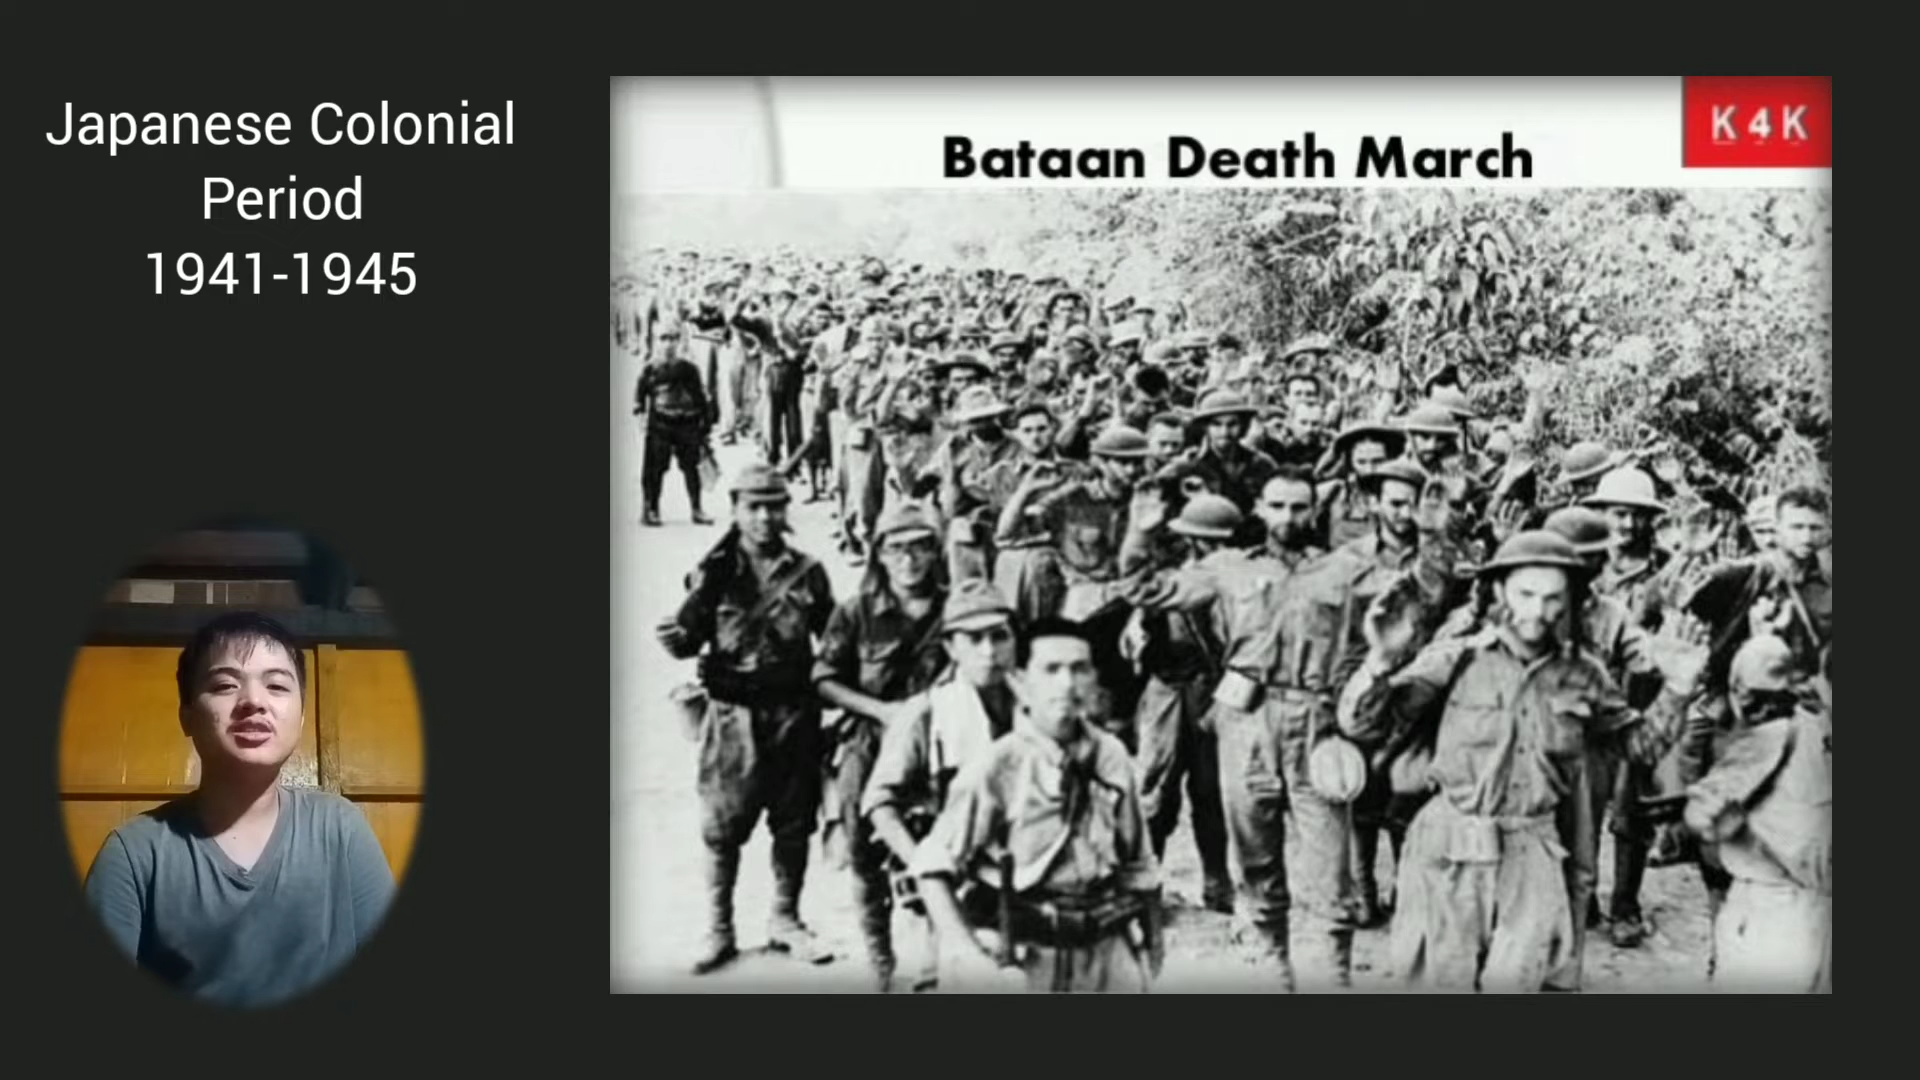 Japanese Colonial
Period
1941-1945
Bataan Death March
K4K